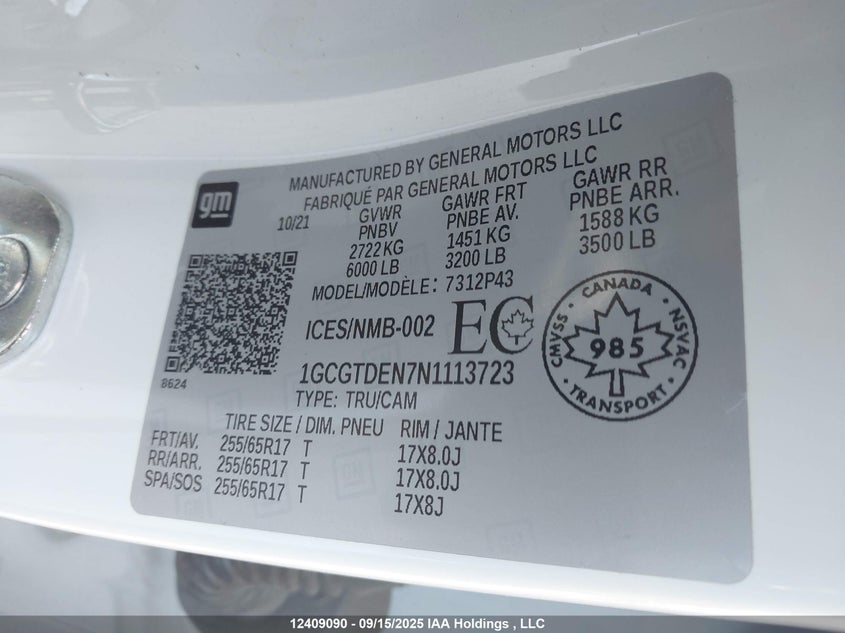 gm
MANUFACTURED BY GENERAL MOTORS LLC
FABRIQUÉ PAR GENERAL MOTORS LLC
10/21 GVWR GAWR FRT GAWR RR
PNBV PNBE AV. PNBE ARR.
2722 KG 1451 KG 1588 KG
6000 LB 3200 LB 3500 LB
MODEL/MODÈLE: 7312P43
ICES/NMB-002 EC
CANADA
CMVSS 985 NSVAC
TRANSPORT
8624
1GCGTDEN7N1113723
TYPE: TRU/CAM
TIRE SIZE / DIM. PNEU RIM / JANTE
FRT/AV. 255/65R17 T 17X8.0J
RR/ARR. 255/65R17 T 17X8.0J
SPA/SOS 255/65R17 T 17X8J
12409090 - 09/15/2025 IAA Holdings , LLC